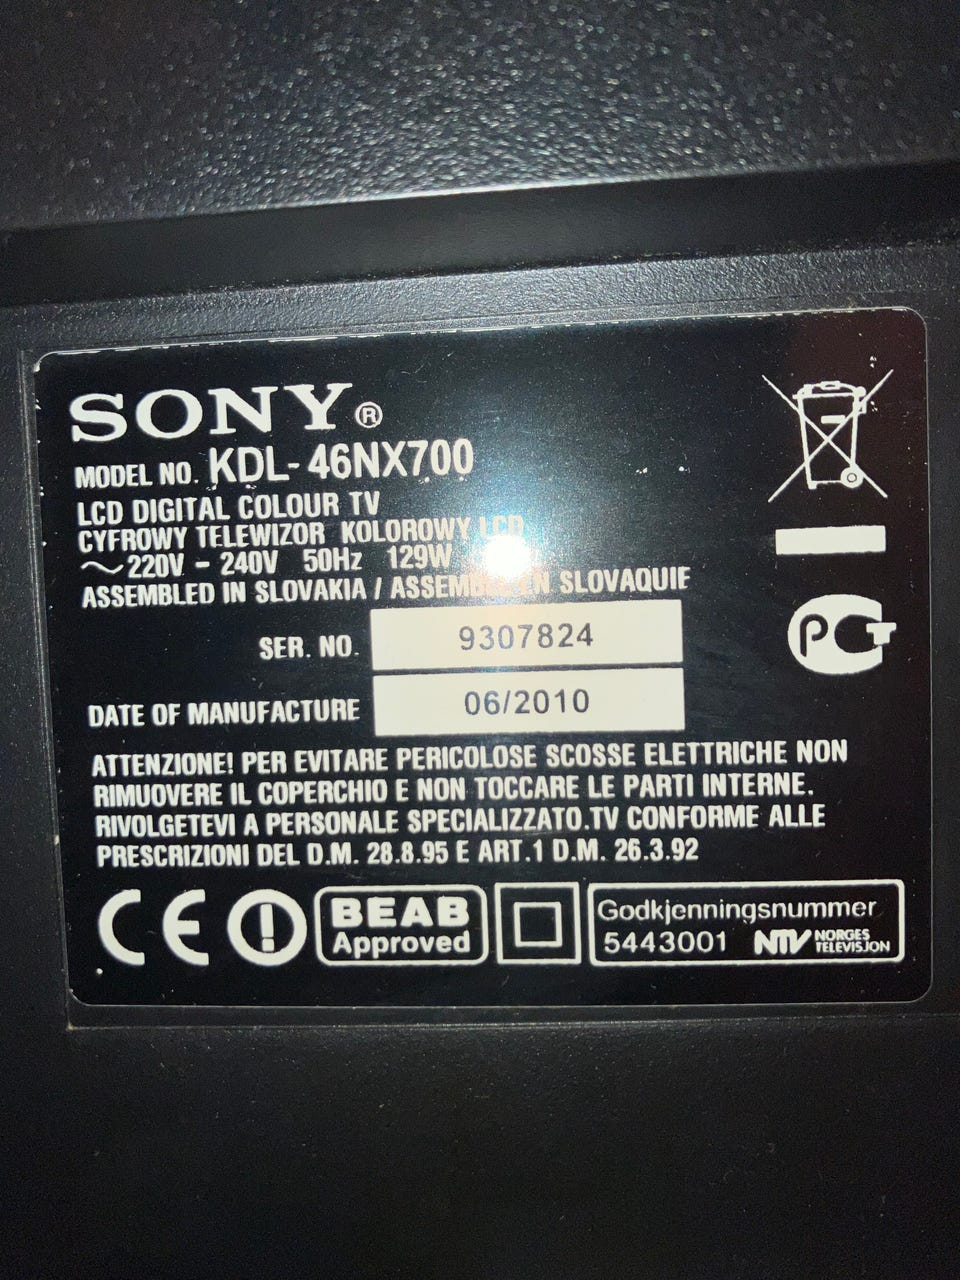 SONY®
MODEL NO. KDL-46NX700
LCD DIGITAL COLOUR TV
CYFROWY TELEWIZOR KOLOROWY LCD
~220V - 240V 50Hz 129W
ASSEMBLED IN SLOVAKIA / ASSEMBLÉ EN SLOVAQUIE
SER. NO. 9307824
DATE OF MANUFACTURE 06/2010
ATTENZIONE! PER EVITARE PERICOLOSE SCOSSE ELETTRICHE NON
RIMUOVERE IL COPERCHIO E NON TOCCARE LE PARTI INTERNE.
RIVOLGETEVI A PERSONALE SPECIALIZZATO.TV CONFORME ALLE
PRESCRIZIONI DEL D.M. 28.8.95 E ART.1 D.M. 26.3.92
CE
BEAB
Approved
Godkjenningsnummer
5443001 NTV NORGES
TELEVISJON
PCT